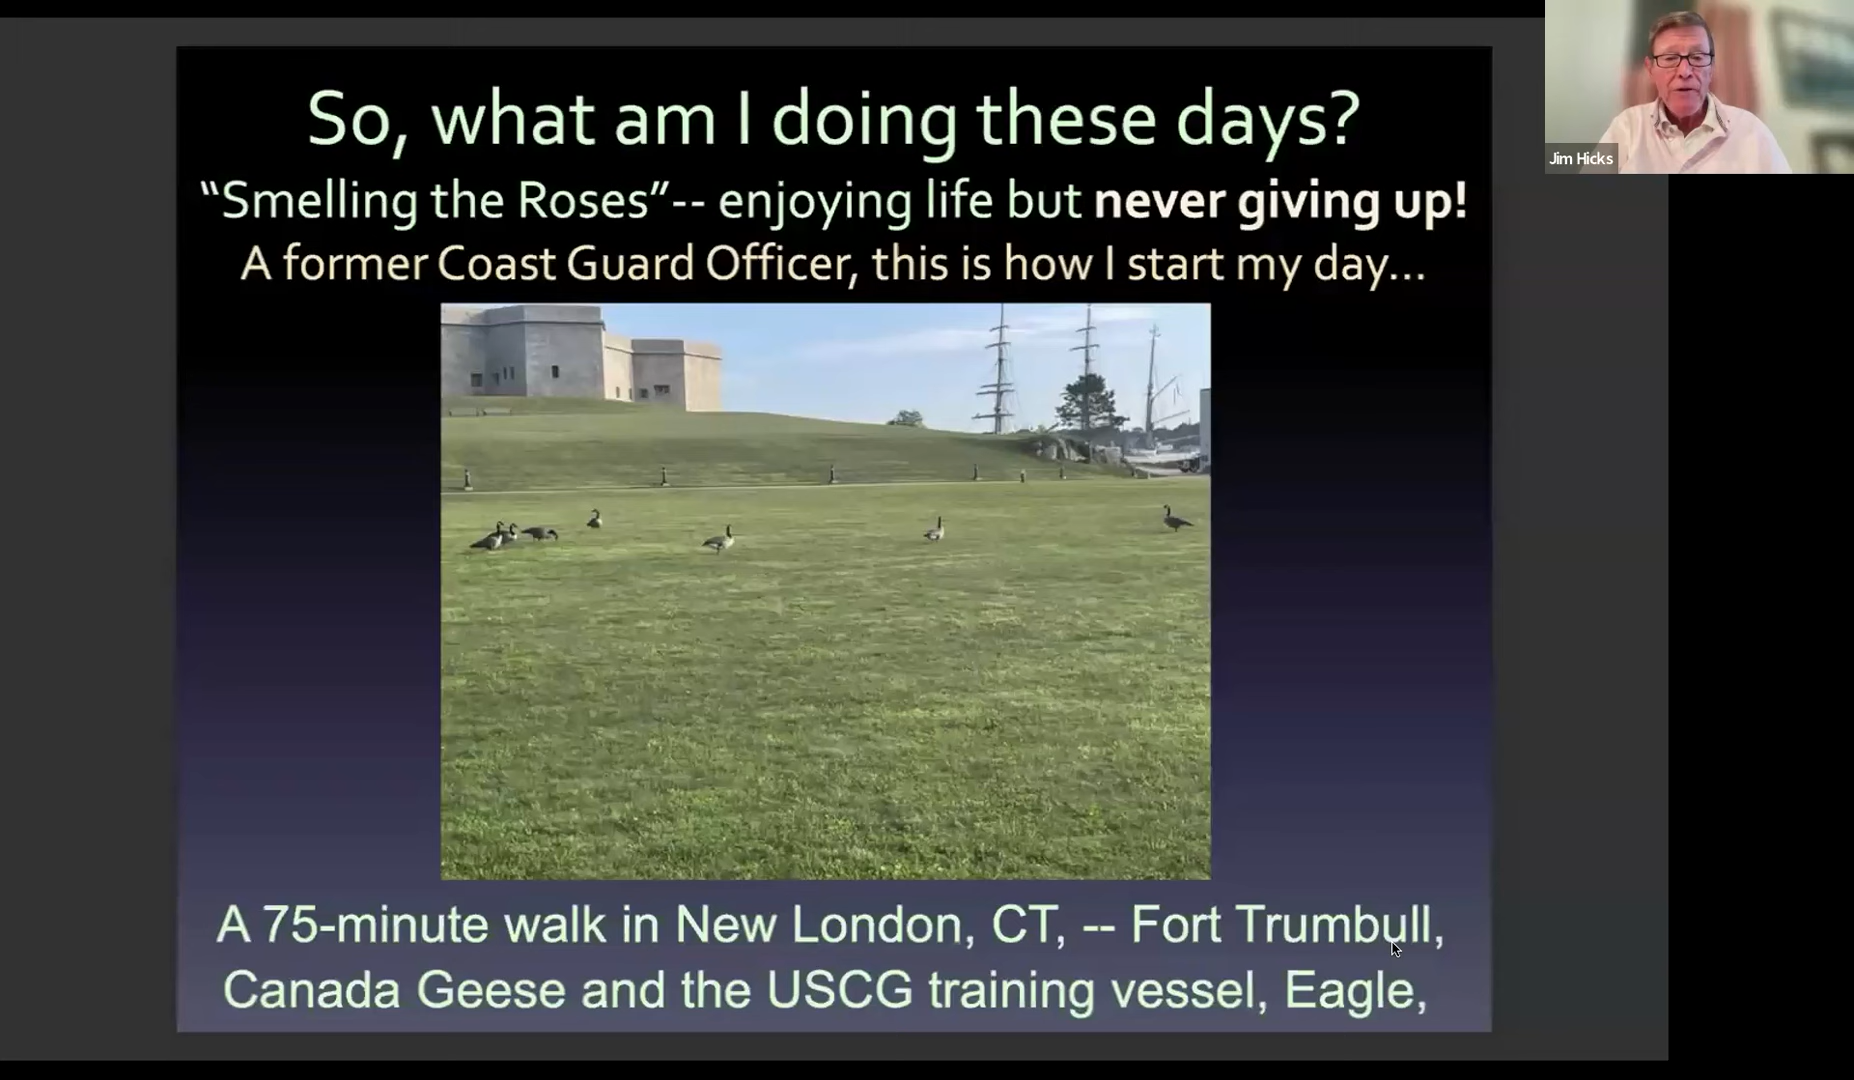 So, what am I doing these days?
“Smelling the Roses”-- enjoying life but never giving up!
A former Coast Guard Officer, this is how I start my day...
Jim Hicks
A 75-minute walk in New London, CT, -- Fort Trumbull,
Canada Geese and the USCG training vessel, Eagle,